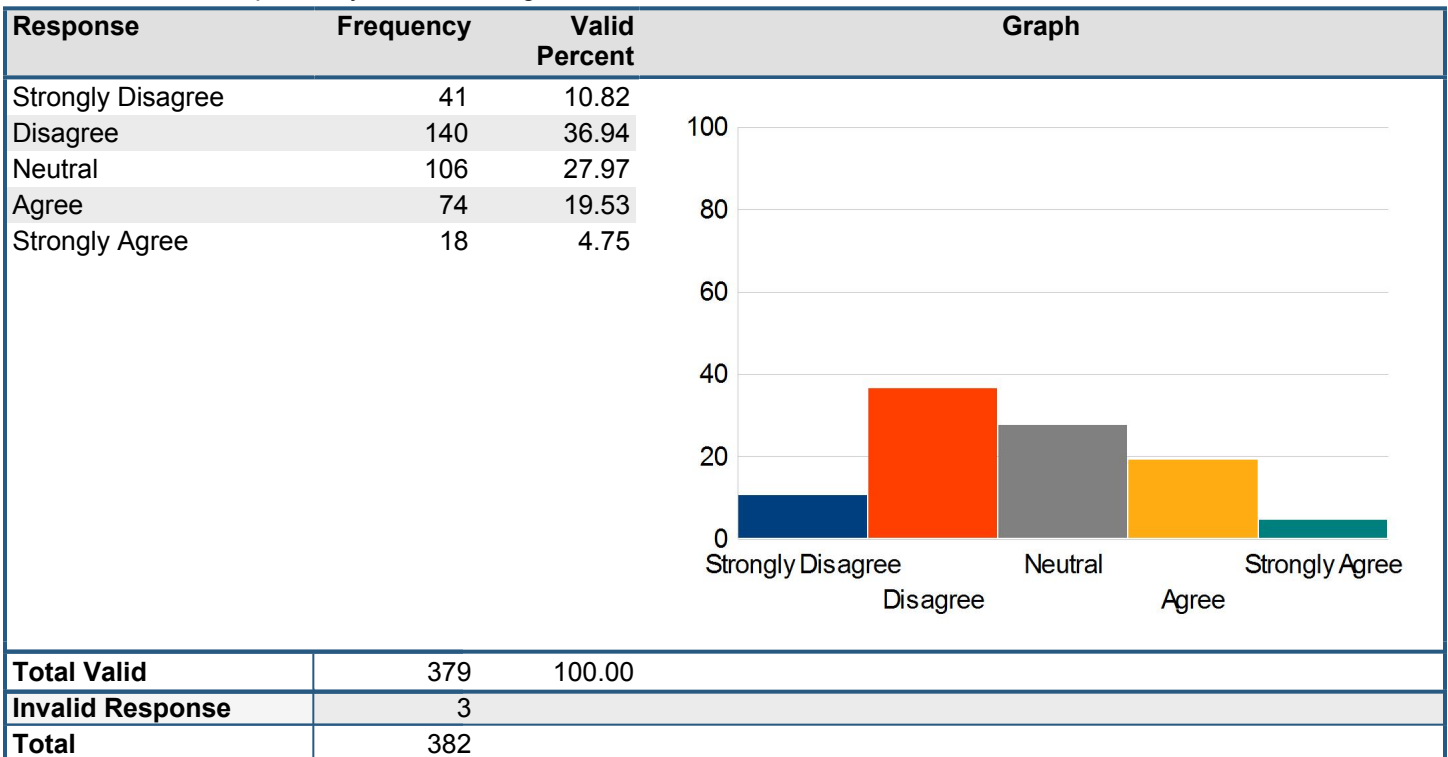 Response Frequency Valid Percent Graph
Strongly Disagree 41 10.82
Disagree 140 36.94
Neutral 106 27.97
Agree 74 19.53
Strongly Agree 18 4.75
100
80
60
40
20
0
Strongly Disagree Neutral Strongly Agree
Disagree Agree
Total Valid 379 100.00
Invalid Response 3
Total 382